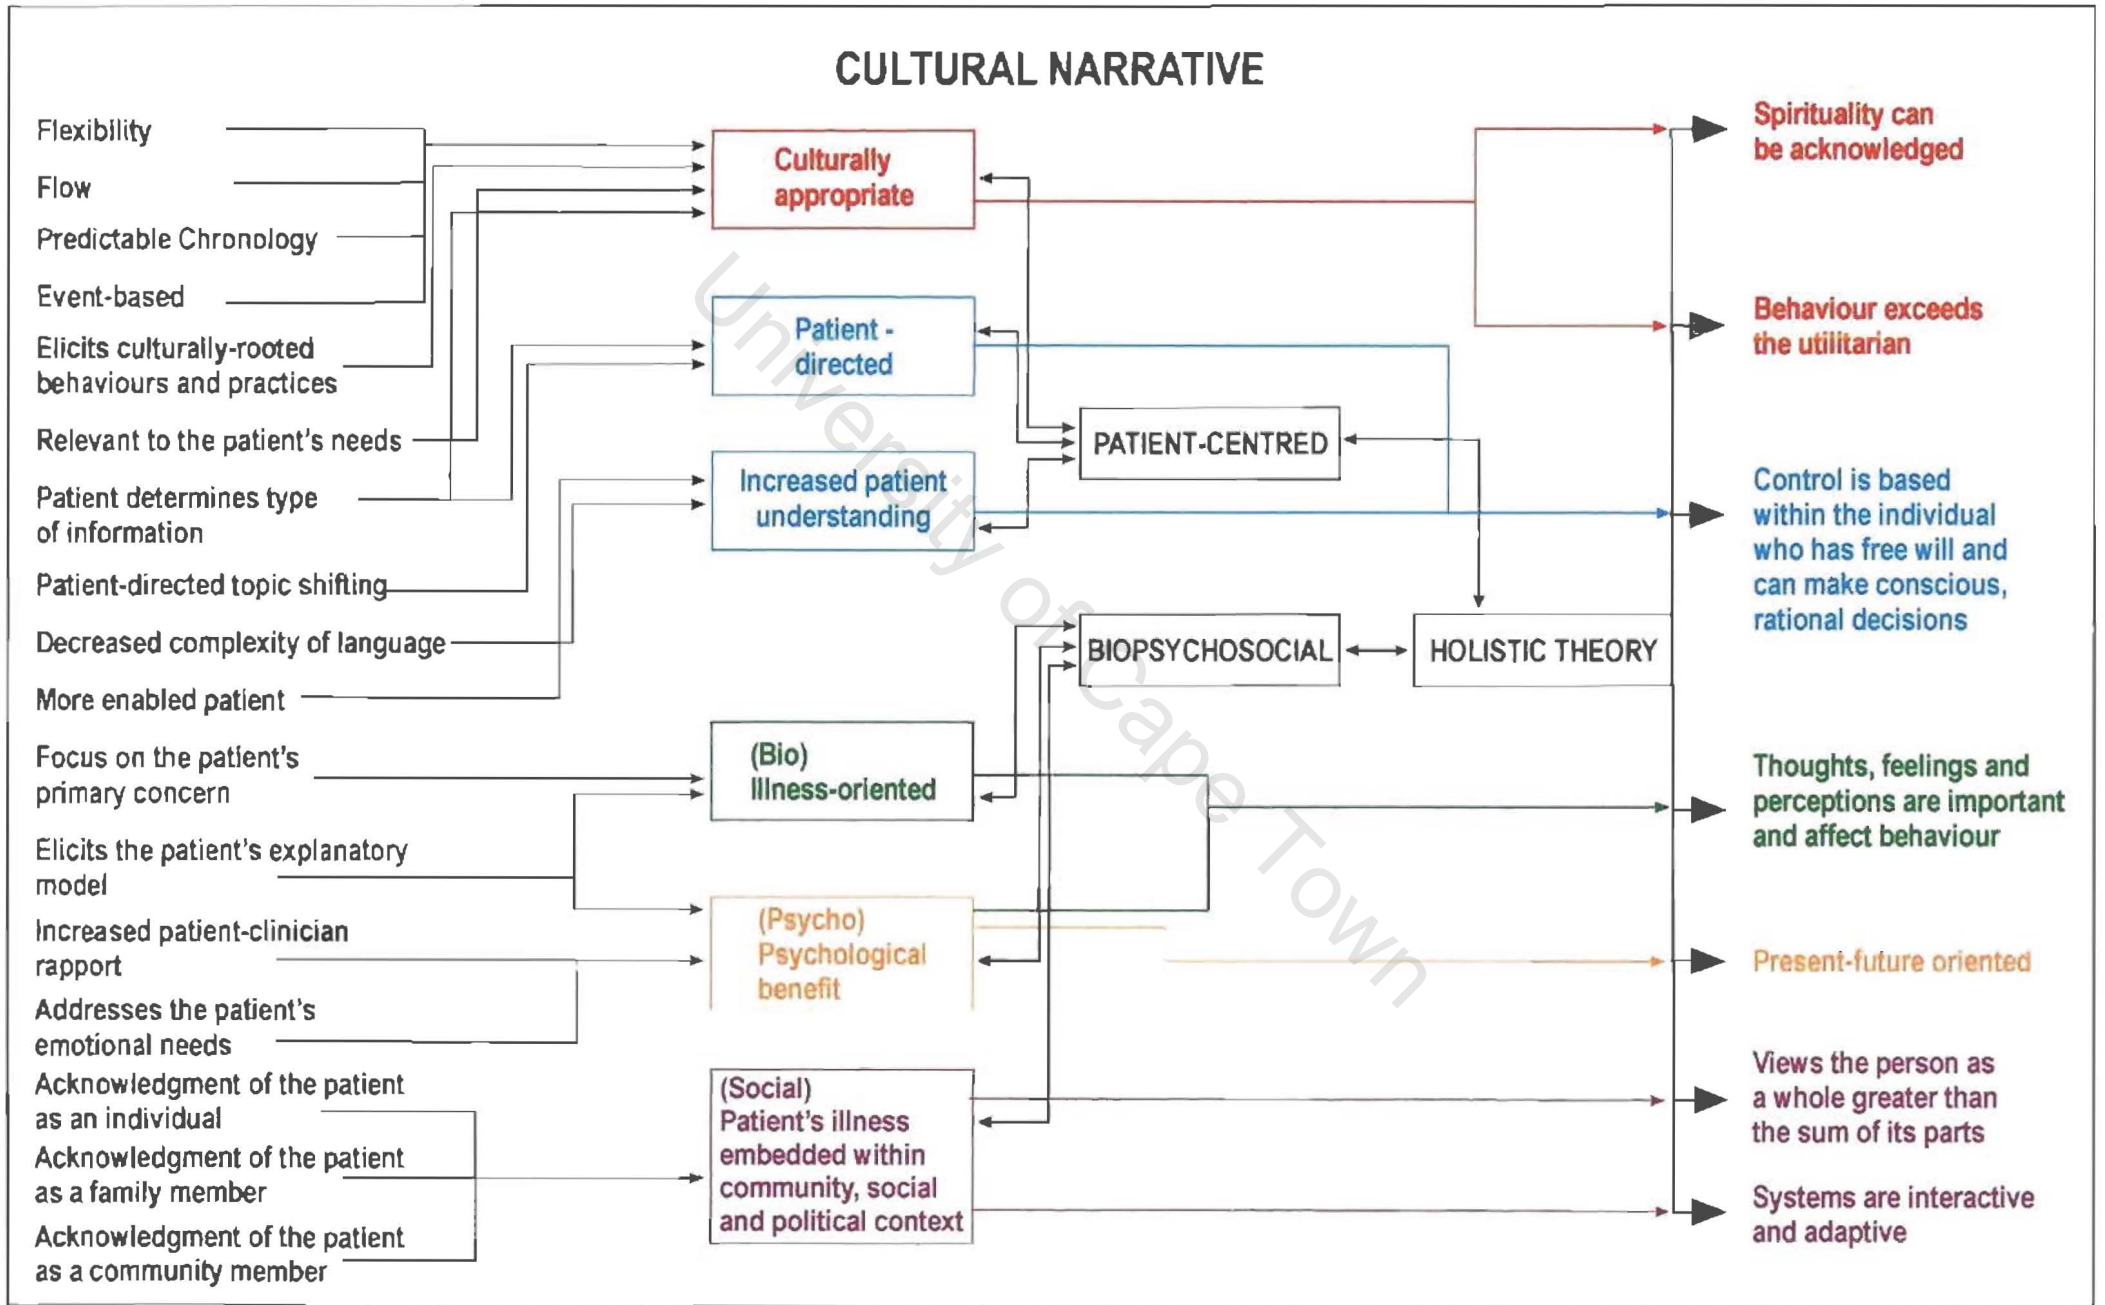 CULTURAL NARRATIVE
Flexibility
Flow
Predictable Chronology
Event-based
Elicits culturally-rooted
behaviours and practices
Relevant to the patient's needs
Patient determines type
of information
Patient-directed topic shifting
Decreased complexity of language
More enabled patient
Focus on the patient's
primary concern
Elicits the patient's explanatory
model
Increased patient-clinician
rapport
Addresses the patient's
emotional needs
Acknowledgment of the patient
as an individual
Acknowledgment of the patient
as a family member
Acknowledgment of the patient
as a community member
Culturally
appropriate
Patient -
directed
Increased patient
understanding
(Bio)
Illness-oriented
(Psycho)
Psychological
benefit
(Social)
Patient's illness
embedded within
community, social
and political context
PATIENT-CENTRED
BIOPSYCHOSOCIAL
HOLISTIC THEORY
Spirituality can
be acknowledged
Behaviour exceeds
the utilitarian
Control is based
within the individual
who has free will and
can make conscious,
rational decisions
Thoughts, feelings and
perceptions are important
and affect behaviour
Present-future oriented
Views the person as
a whole greater than
the sum of its parts
Systems are interactive
and adaptive
University of Cape Town